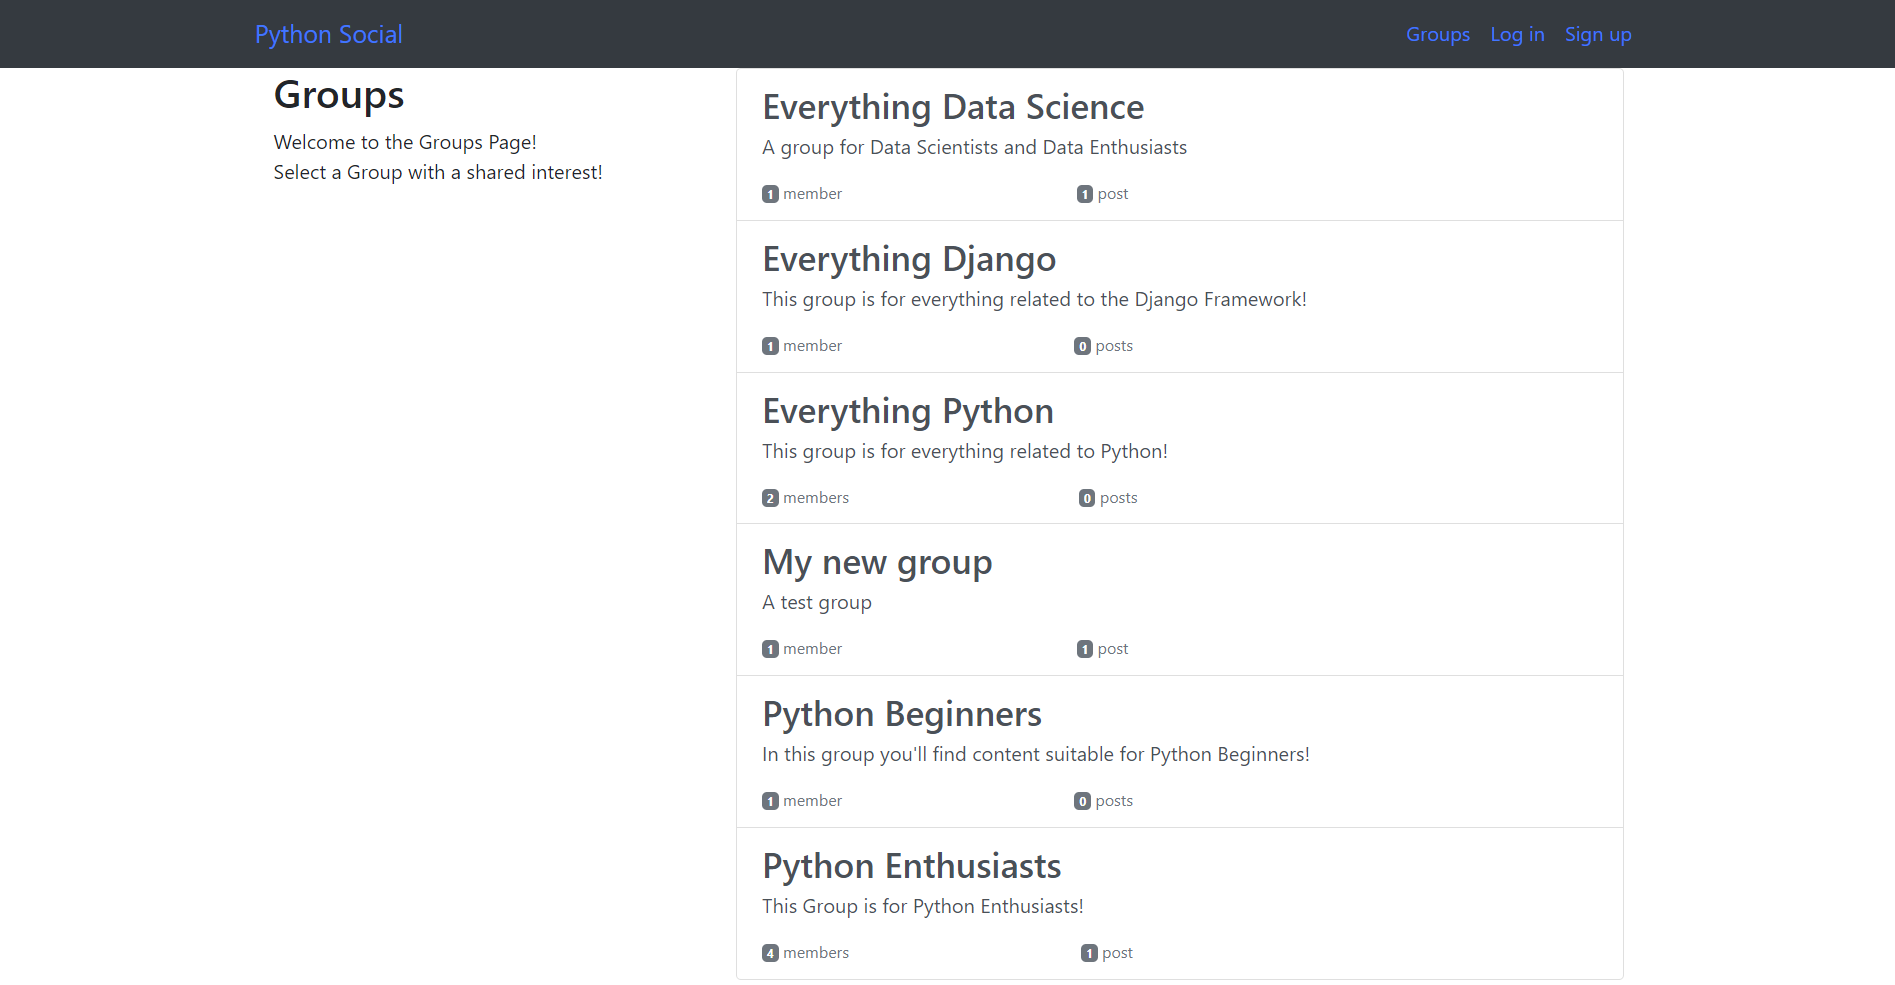 Python Social Groups Log in Sign up
Groups
Welcome to the Groups Page!
Select a Group with a shared interest!
Everything Data Science
A group for Data Scientists and Data Enthusiasts
1 member 1 post
Everything Django
This group is for everything related to the Django Framework!
1 member 0 posts
Everything Python
This group is for everything related to Python!
2 members 0 posts
My new group
A test group
1 member 1 post
Python Beginners
In this group you'll find content suitable for Python Beginners!
1 member 0 posts
Python Enthusiasts
This Group is for Python Enthusiasts!
4 members 1 post